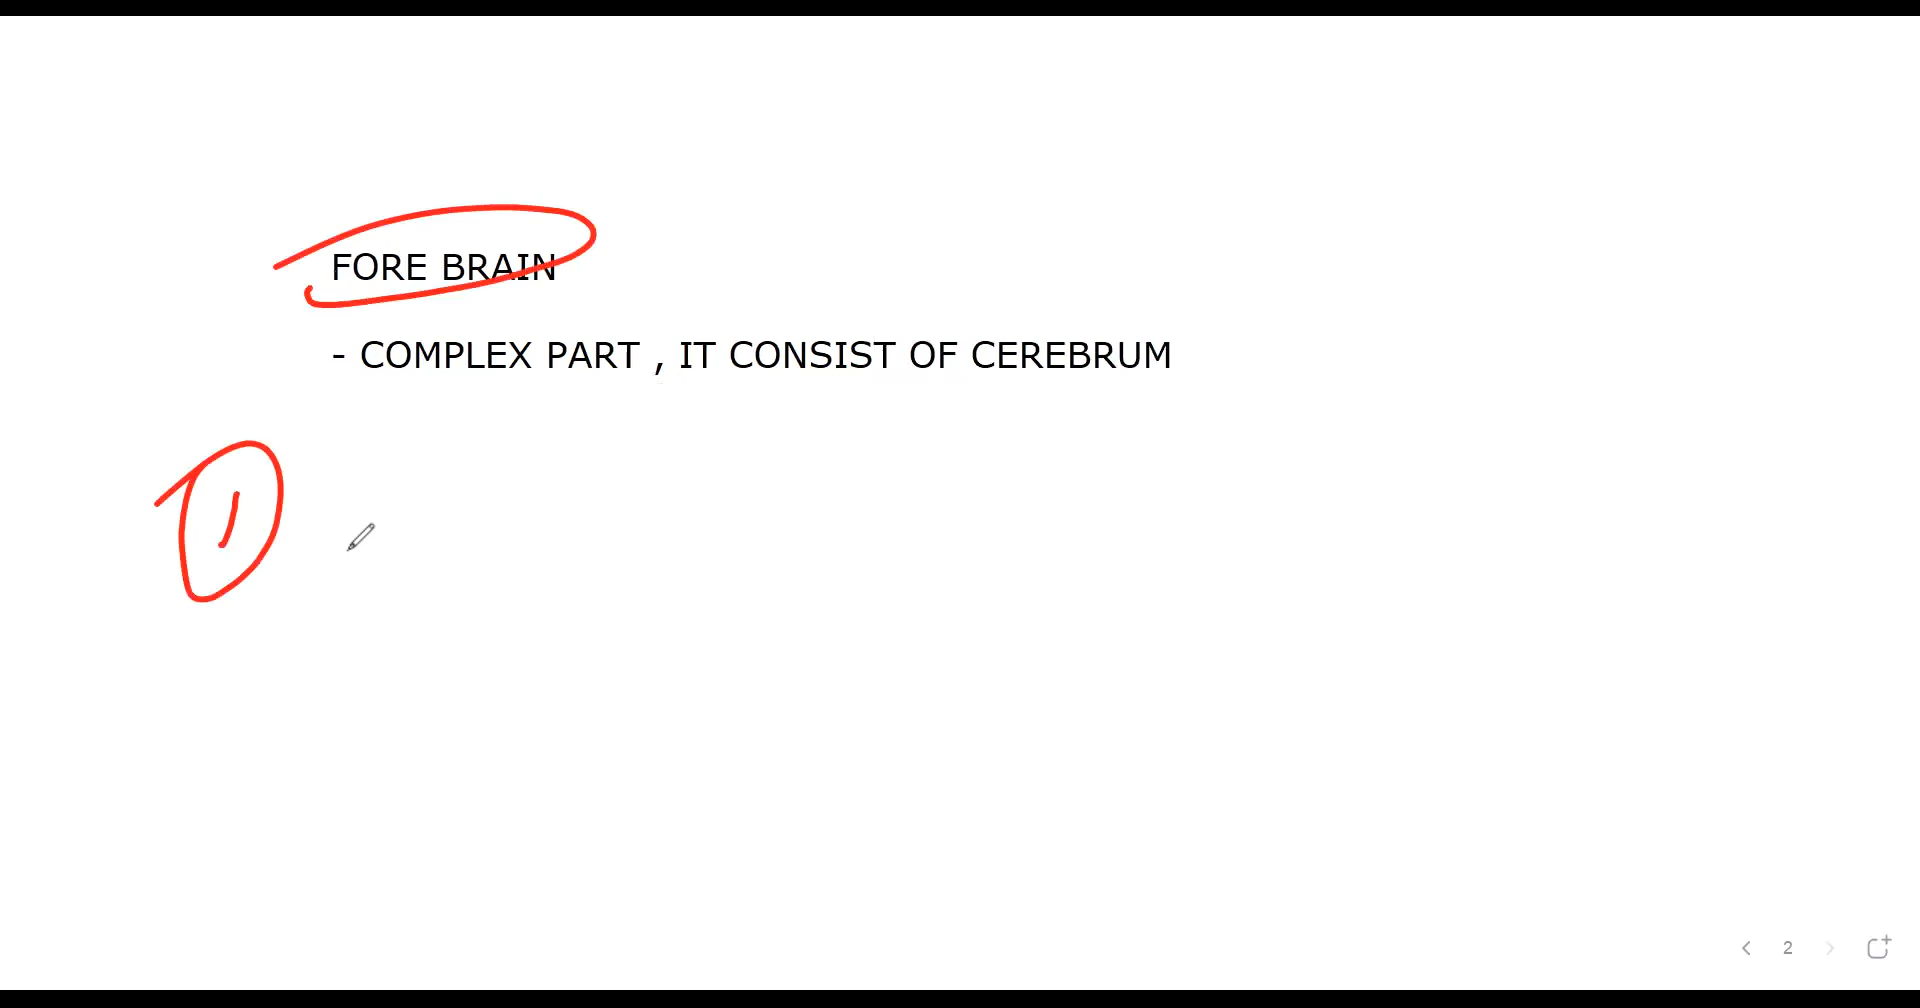 FORE BRAIN
- COMPLEX PART , IT CONSIST OF CEREBRUM
1
2